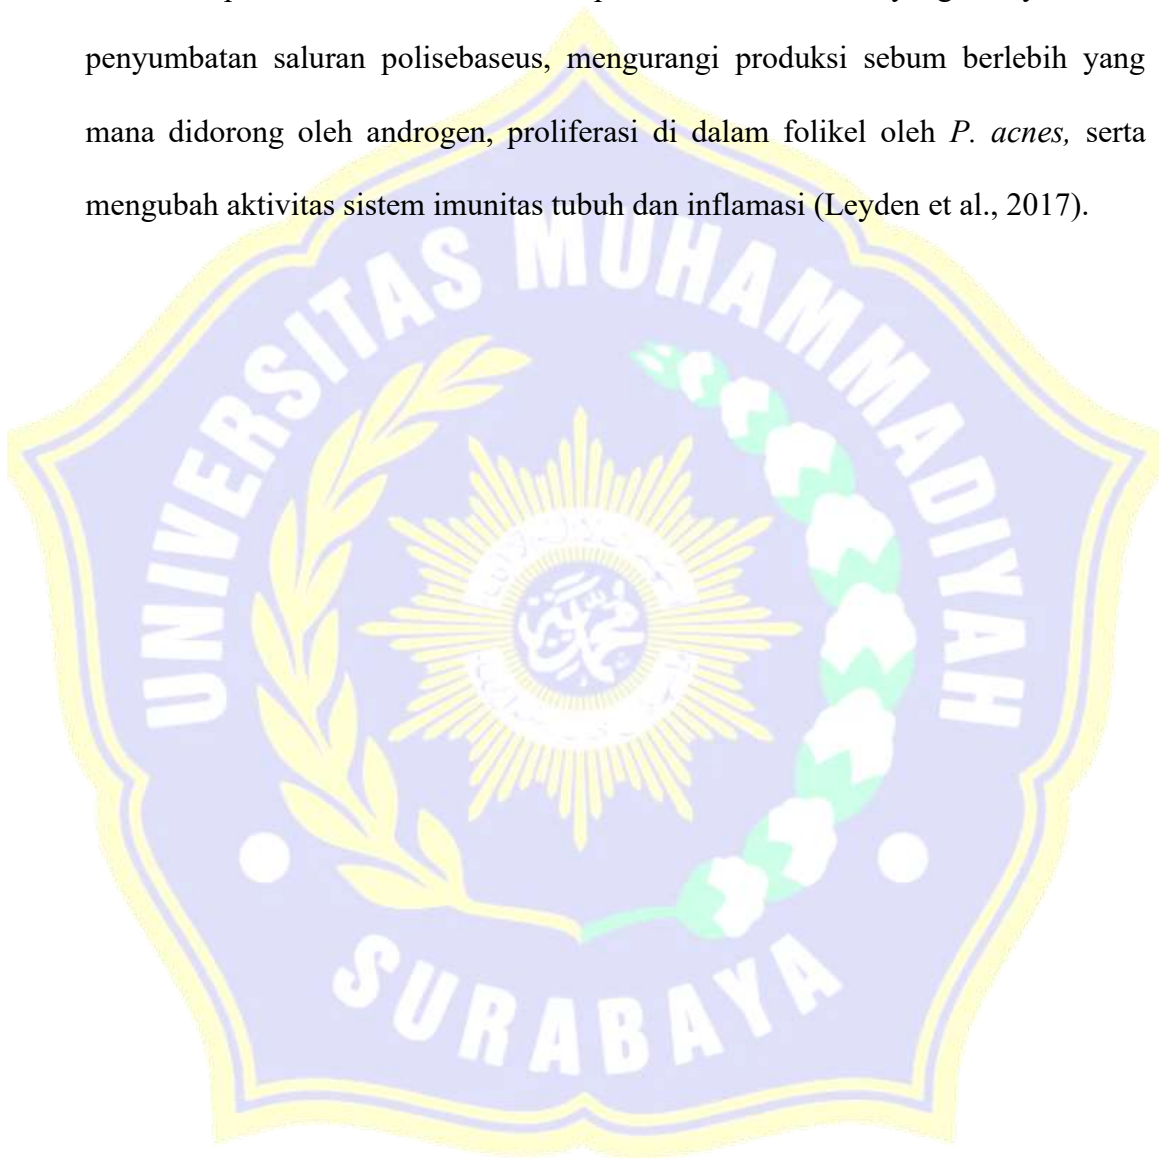 penyumbatan saluran polisebaseus, mengurangi produksi sebum berlebih yang
mana didorong oleh androgen, proliferasi di dalam folikel oleh P. acnes, serta
mengubah aktivitas sistem imunitas tubuh dan inflamasi (Leyden et al., 2017).
UNIVERSITAS MUHAMMADIYAH
SURABAYA